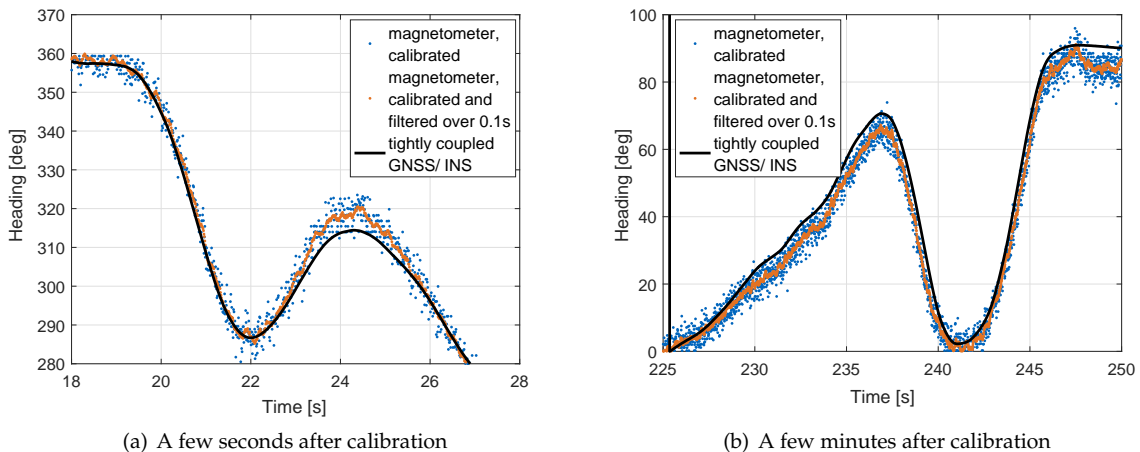 370
360
350
340
330
320
310
300
290
280
Heading [deg]
18
20
22
24
26
28
Time [s]
magnetometer,
calibrated
magnetometer,
calibrated and
filtered over 0.1s
tightly coupled
GNSS/ INS
(a) A few seconds after calibration
100
80
60
40
20
0
Heading [deg]
225
230
235
240
245
250
Time [s]
magnetometer,
calibrated
magnetometer,
calibrated and
filtered over 0.1s
tightly coupled
GNSS/ INS
(b) A few minutes after calibration